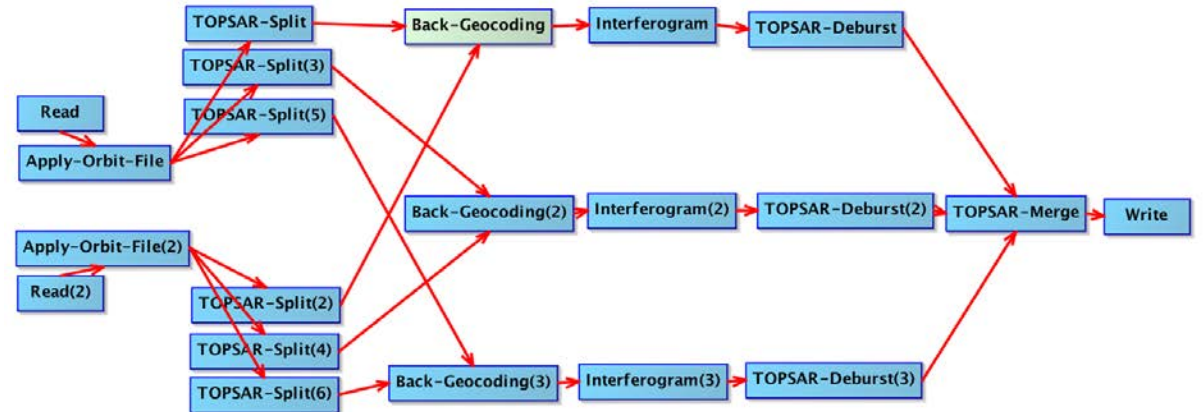 TOPSAR-Split
Back-Geocoding
Interferogram
TOPSAR-Deburst
TOPSAR-Split(3)
TOPSAR-Split(5)
Read
Apply-Orbit-File
Back-Geocoding(2)
Interferogram(2)
TOPSAR-Deburst(2)
TOPSAR-Merge
Write
Apply-Orbit-File(2)
Read(2)
TOPSAR-Split(2)
TOPSAR-Split(4)
TOPSAR-Split(6)
Back-Geocoding(3)
Interferogram(3)
TOPSAR-Deburst(3)